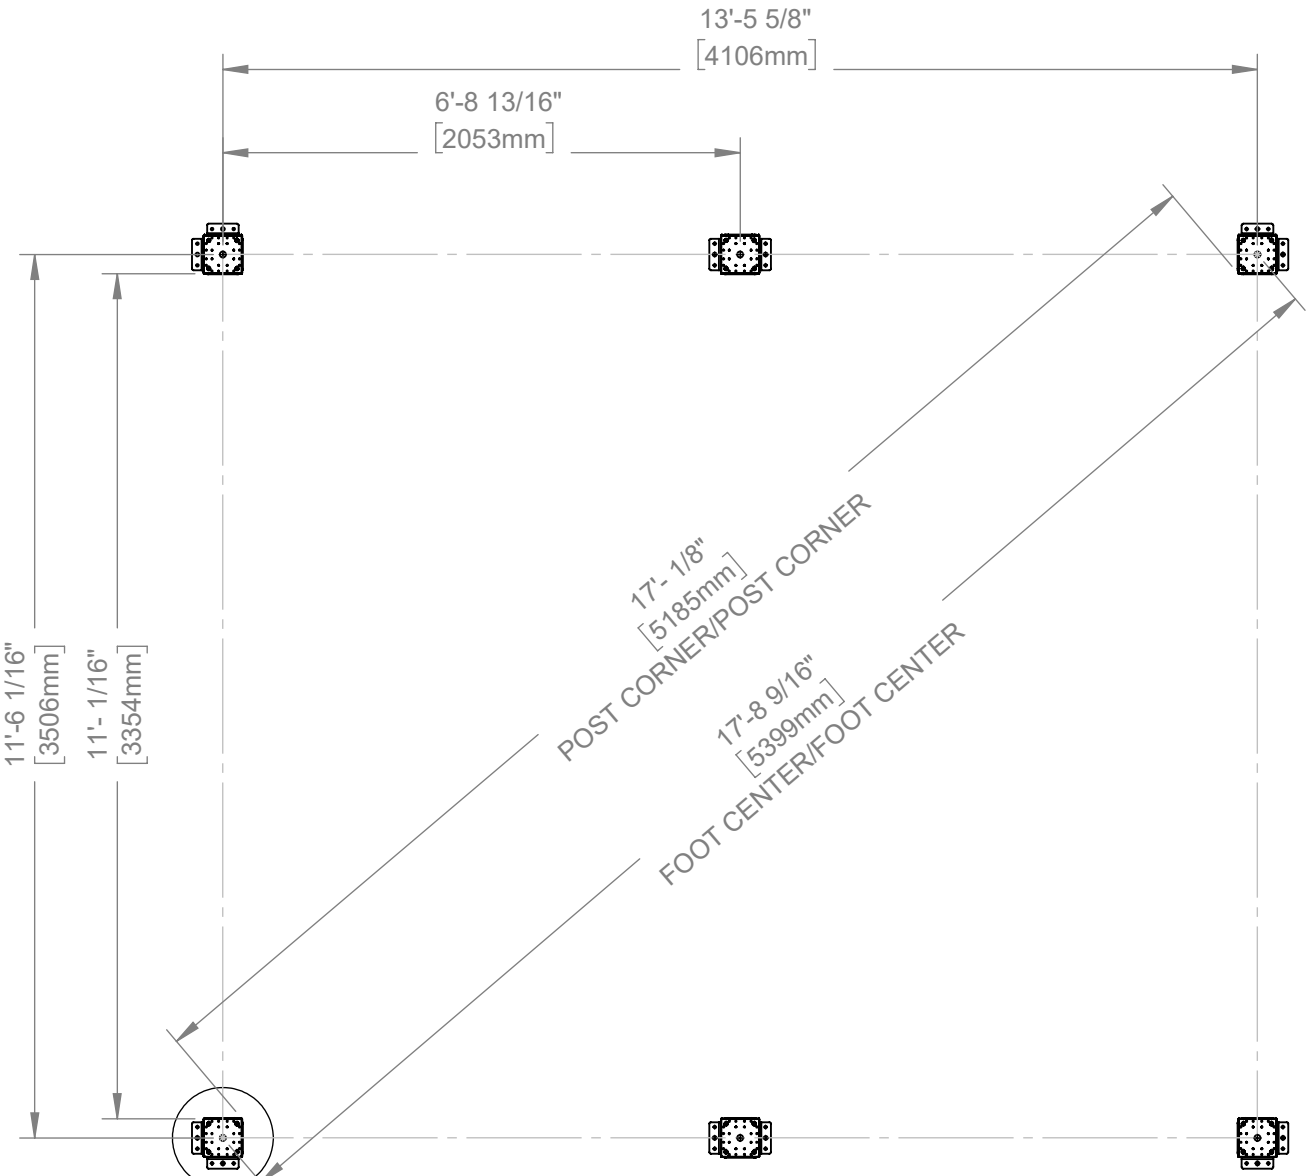 13'-5 5/8"
[4106mm]
6'-8 13/16"
[2053mm]
17'- 1/8"
[5185mm]
POST CORNER/POST CORNER
17'-8 9/16"
[5399mm]
FOOT CENTER/FOOT CENTER
11'-6 1/16"
[3506mm]
11'- 1/16"
[3354mm]